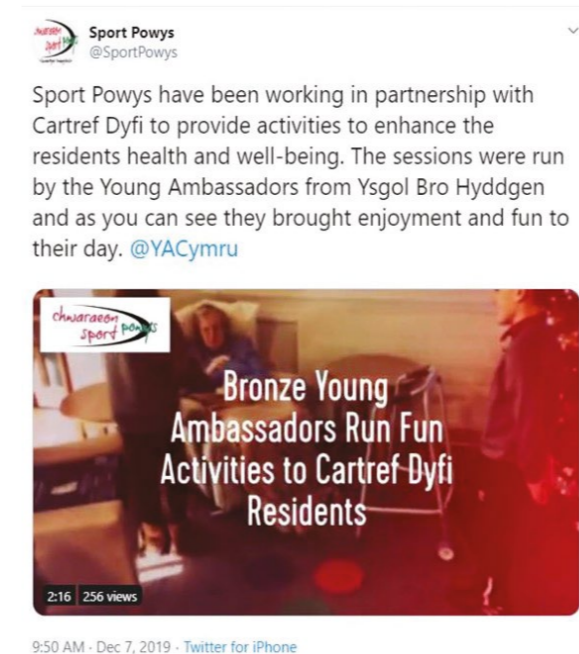 Sport Powys
@SportPowys
Sport Powys have been working in partnership with
Cartref Dyfi to provide activities to enhance the
residents health and well-being. The sessions were run
by the Young Ambassadors from Ysgol Bro Hyddgen
and as you can see they brought enjoyment and fun to
their day. @YACymru
chwaraeon
sport powys
Bronze Young
Ambassadors Run Fun
Activities to Cartref Dyfi
Residents
2:16 256 views
9:50 AM · Dec 7, 2019 · Twitter for iPhone